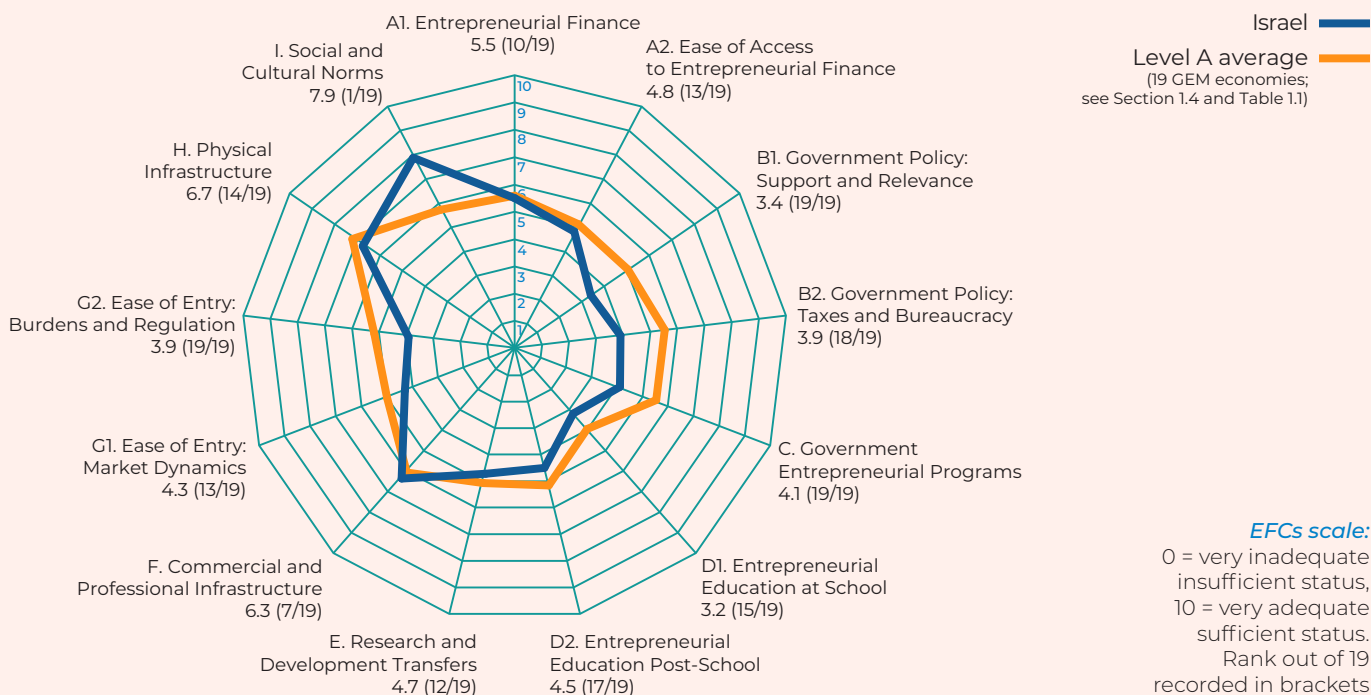 A1. Entrepreneurial Finance
5.5 (10/19)
A2. Ease of Access
to Entrepreneurial Finance
4.8 (13/19)
B1. Government Policy:
Support and Relevance
3.4 (19/19)
B2. Government Policy:
Taxes and Bureaucracy
3.9 (18/19)
C. Government
Entrepreneurial Programs
4.1 (19/19)
D1. Entrepreneurial
Education at School
3.2 (15/19)
D2. Entrepreneurial
Education Post-School
4.5 (17/19)
E. Research and
Development Transfers
4.7 (12/19)
F. Commercial and
Professional Infrastructure
6.3 (7/19)
G1. Ease of Entry:
Market Dynamics
4.3 (13/19)
G2. Ease of Entry:
Burdens and Regulation
3.9 (19/19)
H. Physical
Infrastructure
6.7 (14/19)
I. Social and
Cultural Norms
7.9 (1/19)
10
9
8
7
6
5
4
3
2
1
Israel
Level A average
(19 GEM economies;
see Section 1.4 and Table 1.1)
EFCs scale:
0 = very inadequate
insufficient status,
10 = very adequate
sufficient status.
Rank out of 19
recorded in brackets